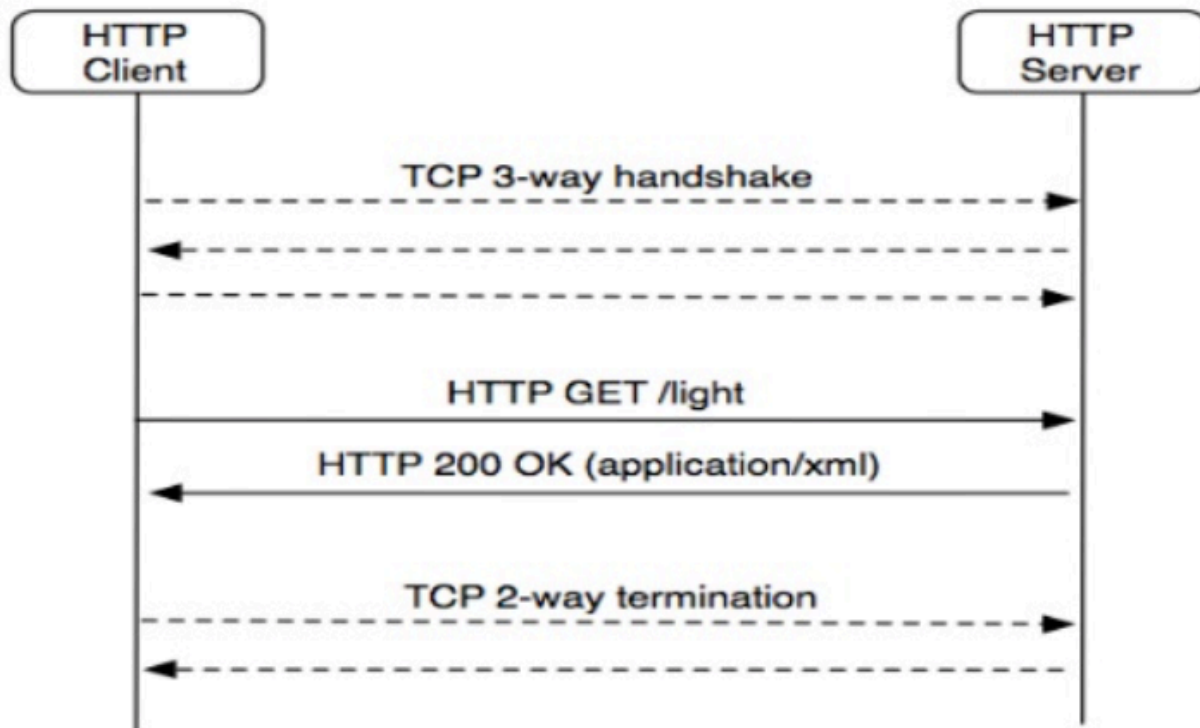 HTTP
Client
HTTP
Server
TCP 3-way handshake
HTTP GET /light
HTTP 200 OK (application/xml)
TCP 2-way termination